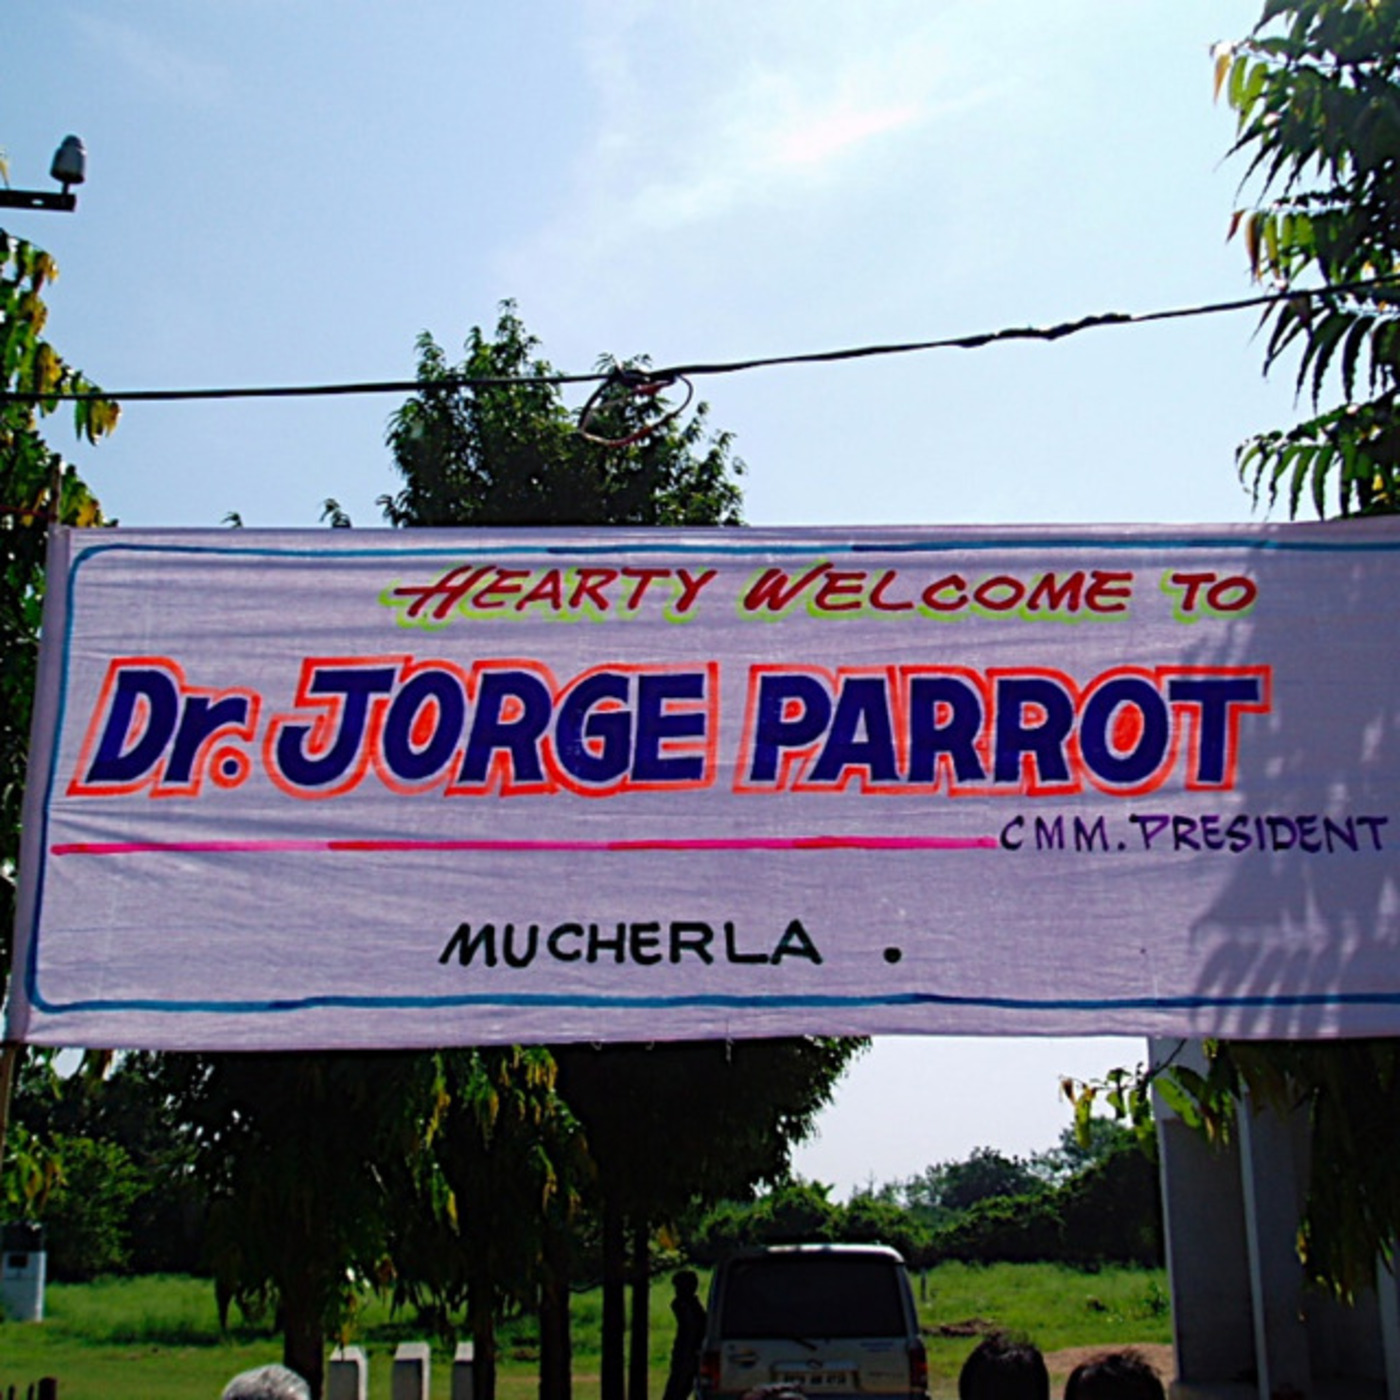 HEARTY WELCOME TO
Dr. JORGE PARROT
CMM. PRESIDENT
MUCHERLA .